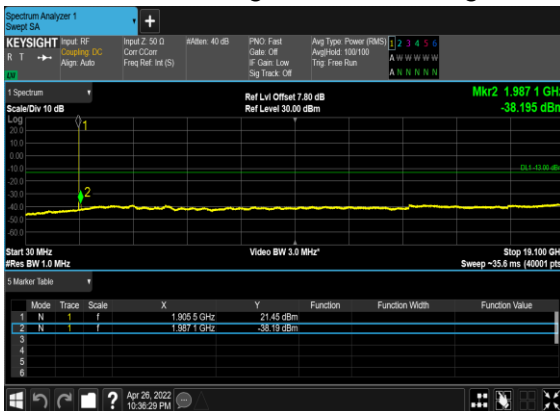 Spectrum Analyzer 1
Swept SA
KEYSIGHT
R T
LV
Input: RF
Coupling: DC
Align: Auto
Input Z: 50 Ω
Corr CCorr
Freq Ref: Int (S)
#Atten: 40 dB
PNO: Fast
Gate: Off
IF Gain: Low
Sig Track: Off
Avg Type: Power (RMS)
Avg|Hold: 100/100
Trig: Free Run
1 2 3 4 5 6
A W W W W W
A N N N N N
1 Spectrum
Scale/Div 10 dB
Ref Lvl Offset 7.80 dB
Ref Level 30.00 dBm
Mkr2 1.987 1 GHz
-38.195 dBm
Log
20.0
10.0
0.00
-10.0
-20.0
-30.0
-40.0
-50.0
-60.0
1
2
DL1 -13.00 dBm
Start 30 MHz
#Res BW 1.0 MHz
Video BW 3.0 MHz*
Stop 19.100 GHz
Sweep ~35.6 ms (40001 pts)
5 Marker Table
Mode Trace Scale X Y Function Function Width Function Value
1 N 1 f 1.905 5 GHz 21.45 dBm
2 N 1 f 1.987 1 GHz -38.19 dBm
3
4
5
6
?
Apr 26, 2022
10:36:29 PM